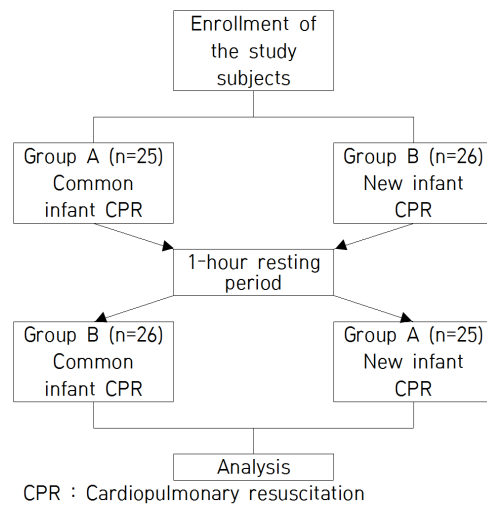 Enrollment of
the study
subjects
Group A (n=25)
Common
infant CPR
Group B (n=26)
New infant
CPR
1-hour resting
period
Group B (n=26)
Common
infant CPR
Group A (n=25)
New infant
CPR
Analysis
CPR : Cardiopulmonary resuscitation